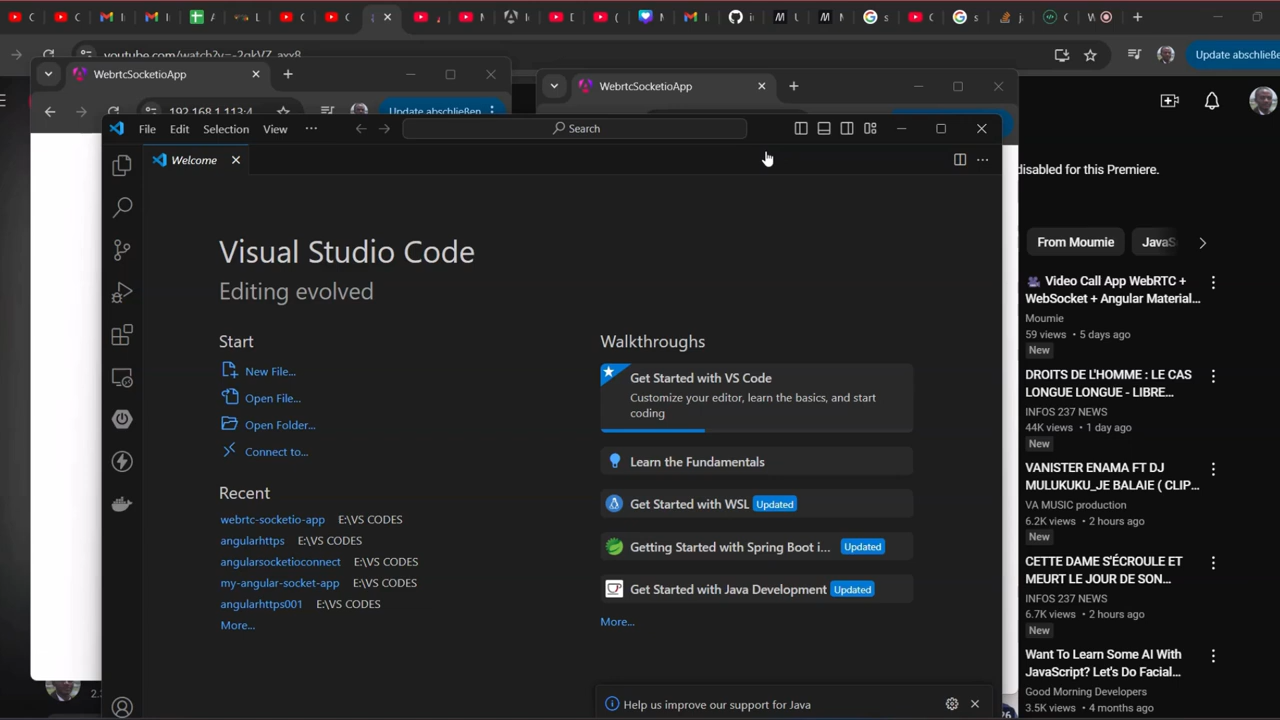 youtube.com/watch?v=-2qkVZ_axx8
Update abschließen
WebrtcSocketioApp
192.168.1.113:4
Update abschließen
WebrtcSocketioApp
File Edit Selection View
Search
Welcome
Visual Studio Code
Editing evolved
Start
New File...
Open File...
Open Folder...
Connect to...
Recent
webrtc-socketio-app E:\VS CODES
angularhttps E:\VS CODES
angularsocketioconnect E:\VS CODES
my-angular-socket-app E:\VS CODES
angularhttps001 E:\VS CODES
More...
Walkthroughs
Get Started with VS Code
Customize your editor, learn the basics, and start
coding
Learn the Fundamentals
Get Started with WSL Updated
Getting Started with Spring Boot i... Updated
Get Started with Java Development Updated
More...
Help us improve our support for Java
disabled for this Premiere.
From Moumie
JavaS
Video Call App WebRTC +
WebSocket + Angular Material...
Moumie
59 views • 5 days ago
New
DROITS DE L'HOMME : LE CAS
LONGUE LONGUE - LIBRE...
INFOS 237 NEWS
44K views • 1 day ago
New
VANISTER ENAMA FT DJ
MULUKUKU_JE BALAIE ( CLIP...
VA MUSIC production
6.2K views • 2 hours ago
New
CETTE DAME S'ÉCROULE ET
MEURT LE JOUR DE SON...
INFOS 237 NEWS
6.7K views • 2 hours ago
New
Want To Learn Some AI With
JavaScript? Let's Do Facial...
Good Morning Developers
3.5K views • 4 months ago